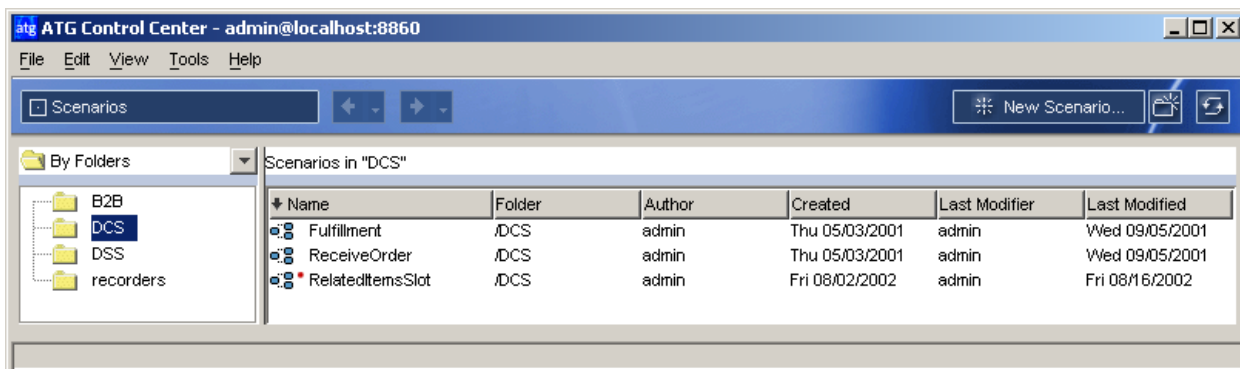 atg ATG Control Center - admin@localhost:8860
File Edit View Tools Help
Scenarios New Scenario...
By Folders
Scenarios in "DCS"
B2B
DCS
DSS
recorders
Name Folder Author Created Last Modifier Last Modified
Fulfillment /DCS admin Thu 05/03/2001 admin Wed 09/05/2001
ReceiveOrder /DCS admin Thu 05/03/2001 admin Wed 09/05/2001
RelatedItemsSlot /DCS admin Fri 08/02/2002 admin Fri 08/16/2002